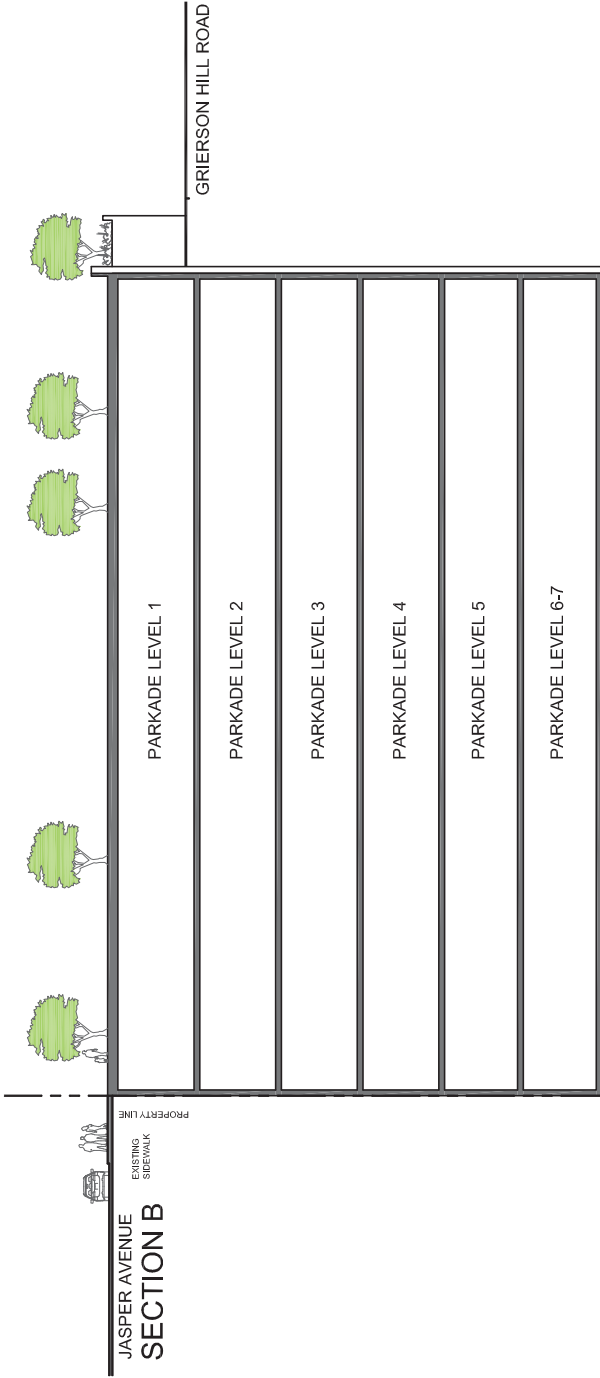 JASPER AVENUE
SECTION B
EXISTING
SIDEWALK
PROPERTY LINE
PARKADE LEVEL 1
PARKADE LEVEL 2
PARKADE LEVEL 3
PARKADE LEVEL 4
PARKADE LEVEL 5
PARKADE LEVEL 6-7
GRIERSON HILL ROAD